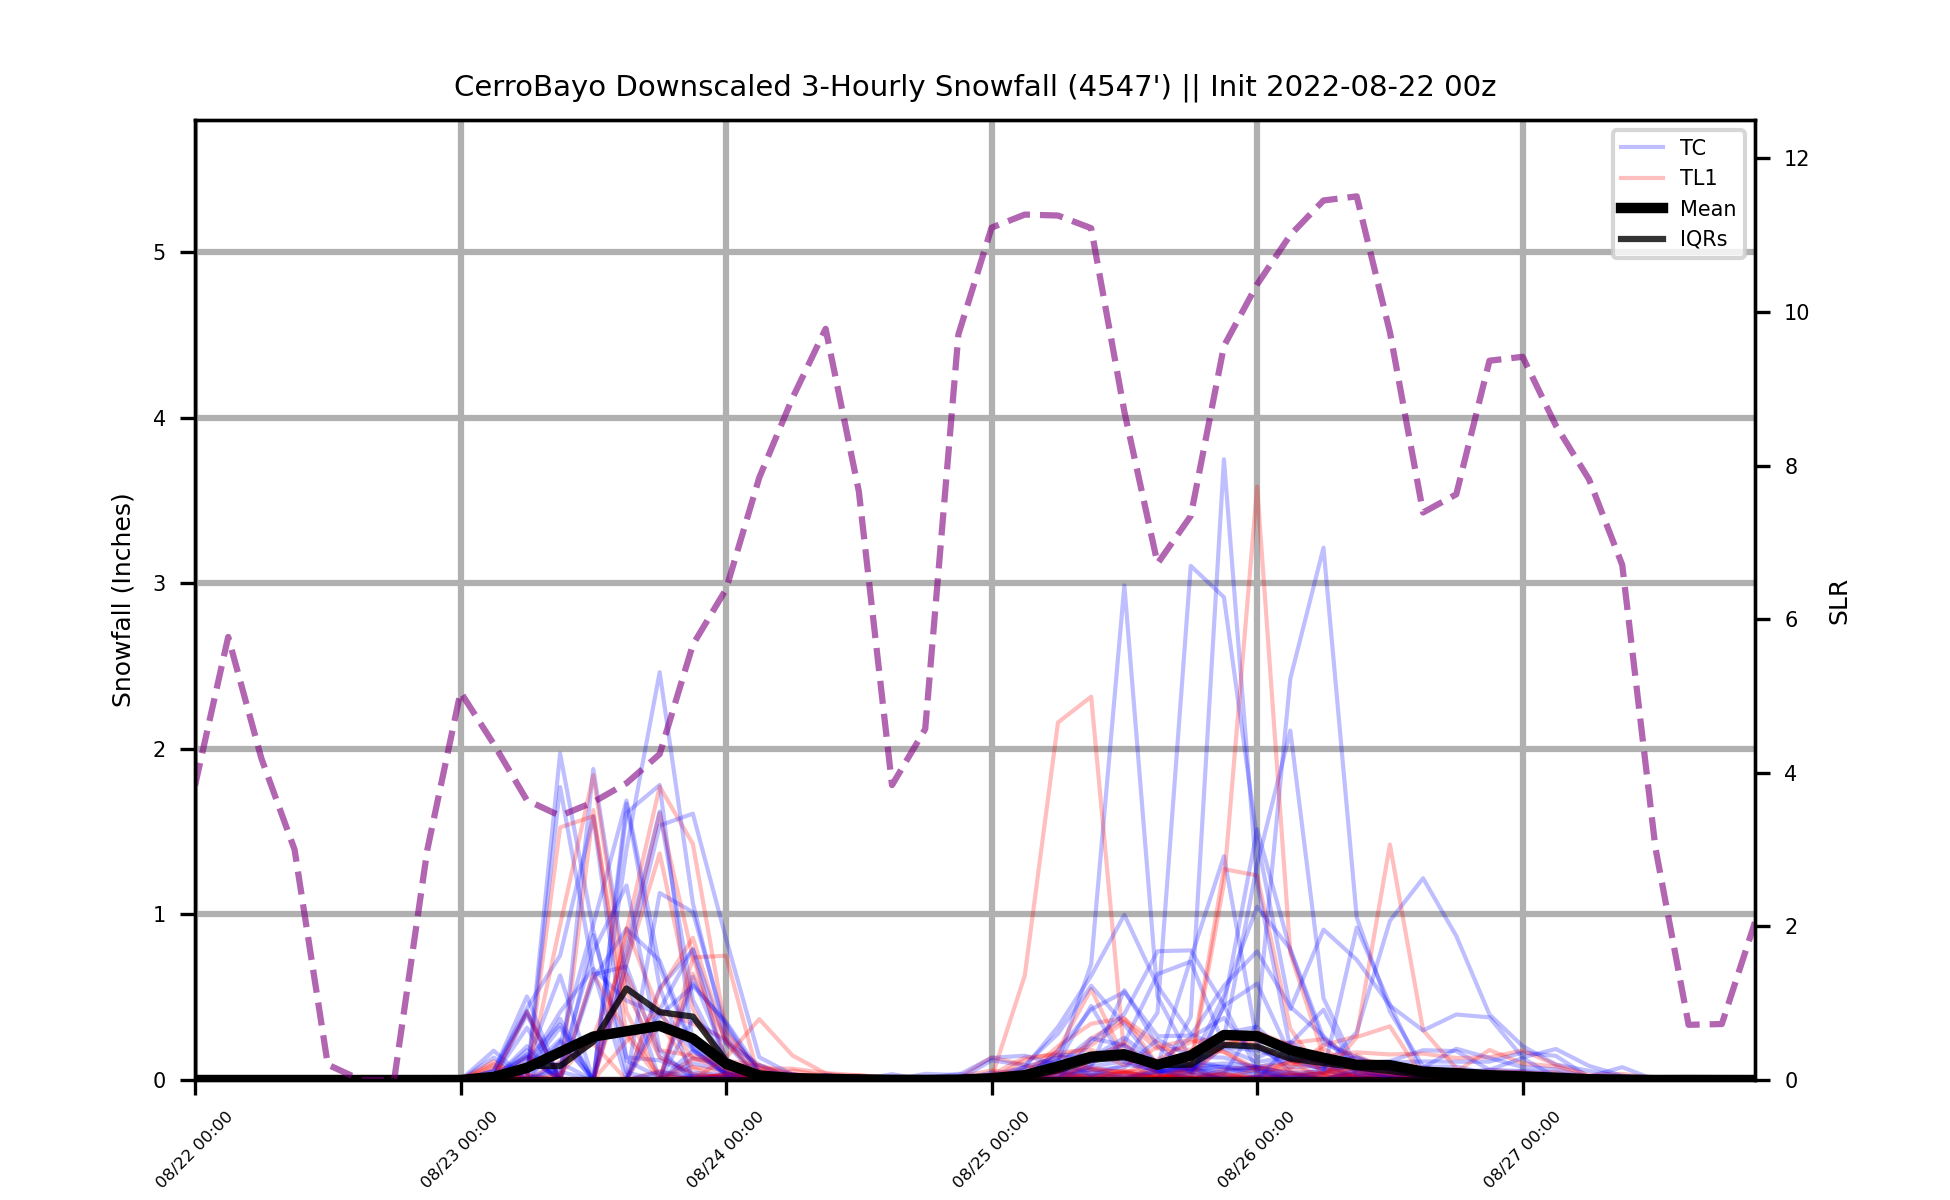 CerroBayo Downscaled 3-Hourly Snowfall (4547') || Init 2022-08-22 00z
TC
TL1
Mean
IQRs
Snowfall (Inches)
5
4
3
2
1
0
12
10
8
6
4
2
0
SLR
08/22 00:00
08/23 00:00
08/24 00:00
08/25 00:00
08/26 00:00
08/27 00:00